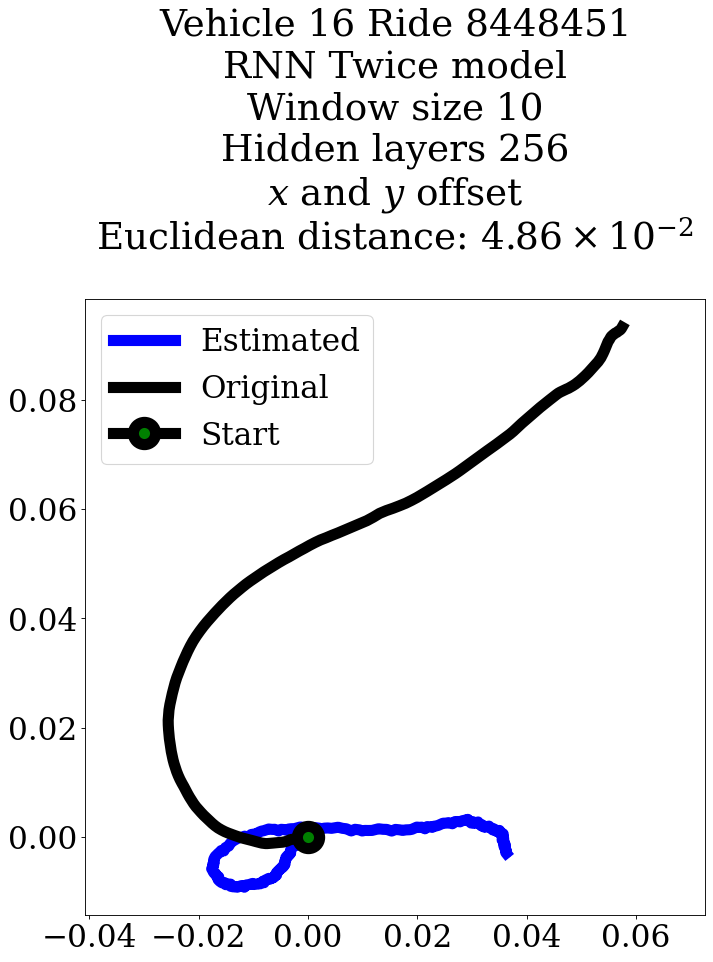 Vehicle 16 Ride 8448451
RNN Twice model
Window size 10
Hidden layers 256
x and y offset
Euclidean distance: 4.86 × 10⁻²
Estimated
Original
Start
0.08
0.06
0.04
0.02
0.00
−0.04 −0.02 0.00 0.02 0.04 0.06